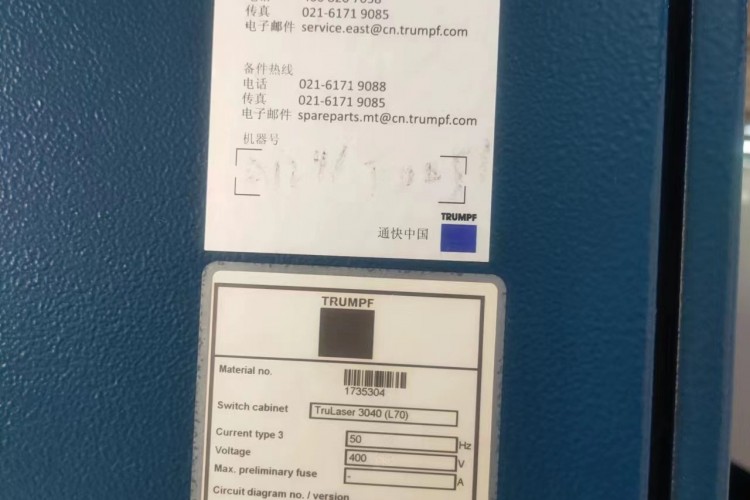 传真 021-6171 9085
电子邮件 service.east@cn.trumpf.com
备件热线
电话 021-6171 9088
传真 021-6171 9085
电子邮件 spareparts.mt@cn.trumpf.com
机器号
TRUMPF
通快中国
TRUMPF
Material no.
1735304
Switch cabinet TruLaser 3040 (L70)
Current type 3 50 Hz
Voltage 400 V
Max. preliminary fuse - A
Circuit diagram no. / version